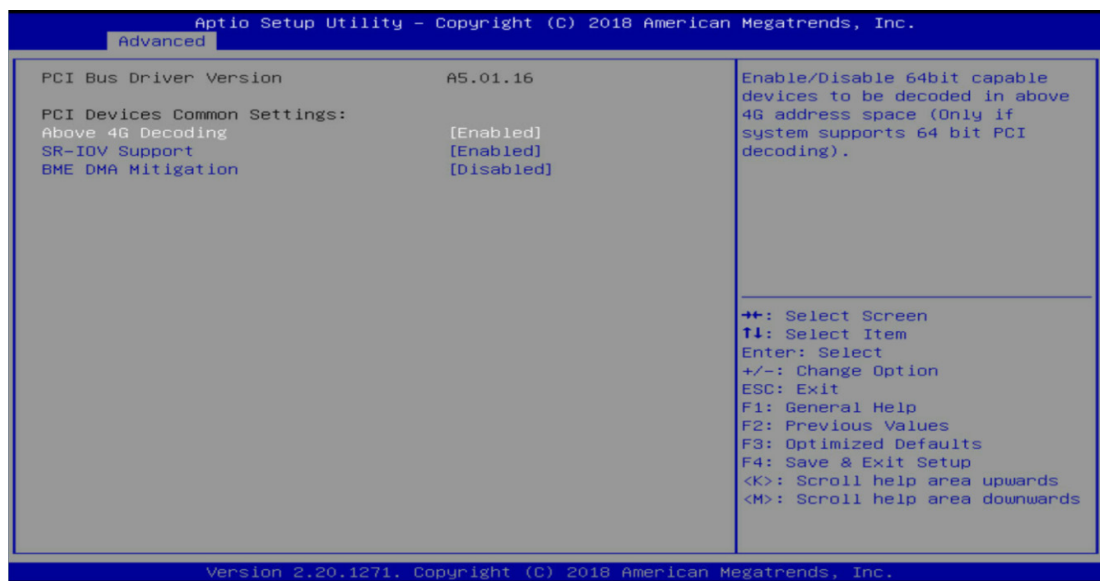 Aptio Setup Utility – Copyright (C) 2018 American Megatrends, Inc.
Advanced
PCI Bus Driver Version A5.01.16
PCI Devices Common Settings:
Above 4G Decoding [Enabled]
SR-IOV Support [Enabled]
BME DMA Mitigation [Disabled]
Enable/Disable 64bit capable
devices to be decoded in above
4G address space (Only if
system supports 64 bit PCI
decoding).
→←: Select Screen
↑↓: Select Item
Enter: Select
+/-: Change Option
ESC: Exit
F1: General Help
F2: Previous Values
F3: Optimized Defaults
F4: Save & Exit Setup
<K>: Scroll help area upwards
<M>: Scroll help area downwards
Version 2.20.1271. Copyright (C) 2018 American Megatrends, Inc.